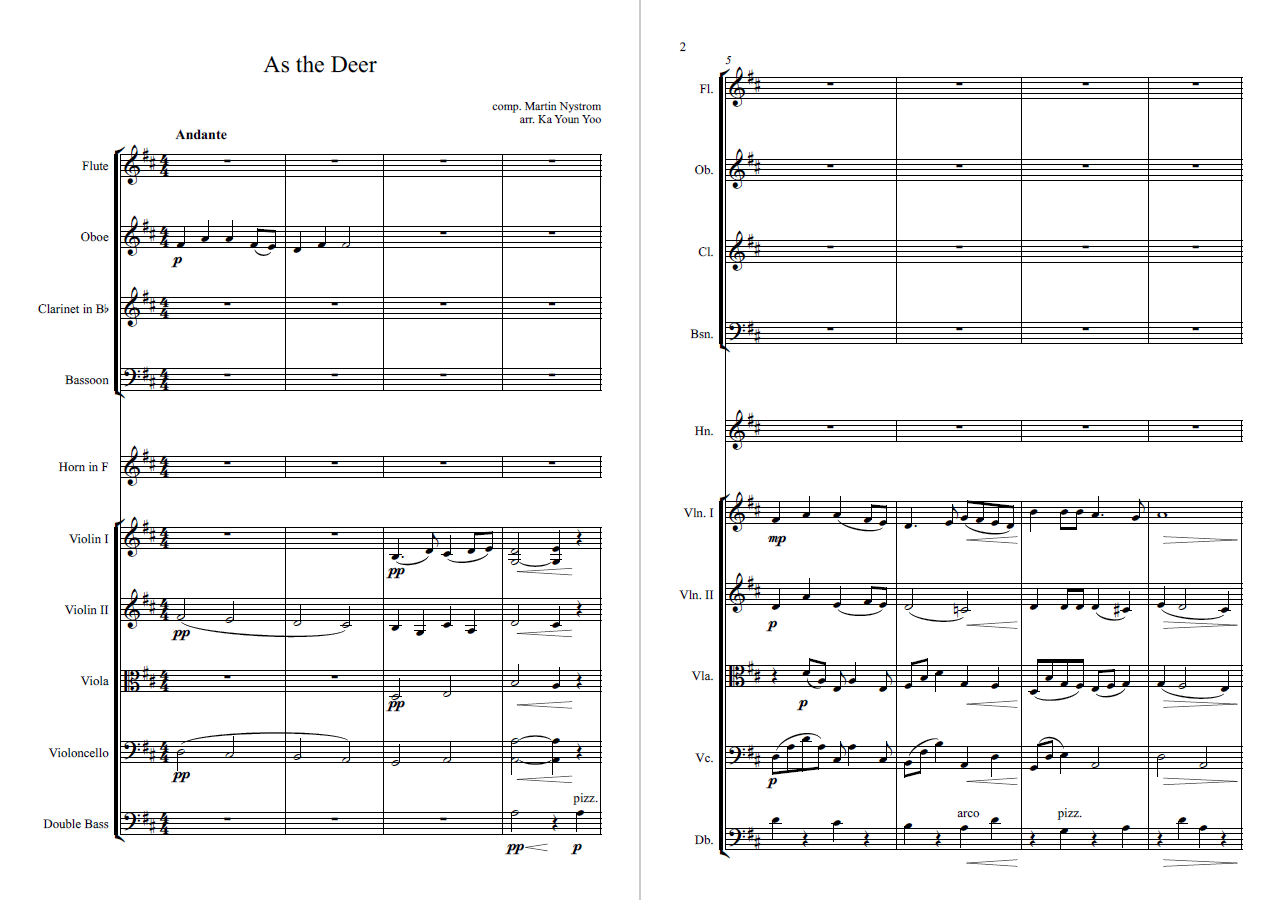 As the Deer
comp. Martin Nystrom
arr. Ka Youn Yoo
Andante
Flute
Oboe
p
Clarinet in B♭
Bassoon
Horn in F
Violin I
pp
Violin II
pp
Viola
pp
Violoncello
pp
pizz.
Double Bass
pp p
2
5
Fl.
Ob.
Cl.
Bsn.
Hn.
Vln. I
mp
Vln. II
p
Vla.
p
Vc.
p
arco pizz.
Db.